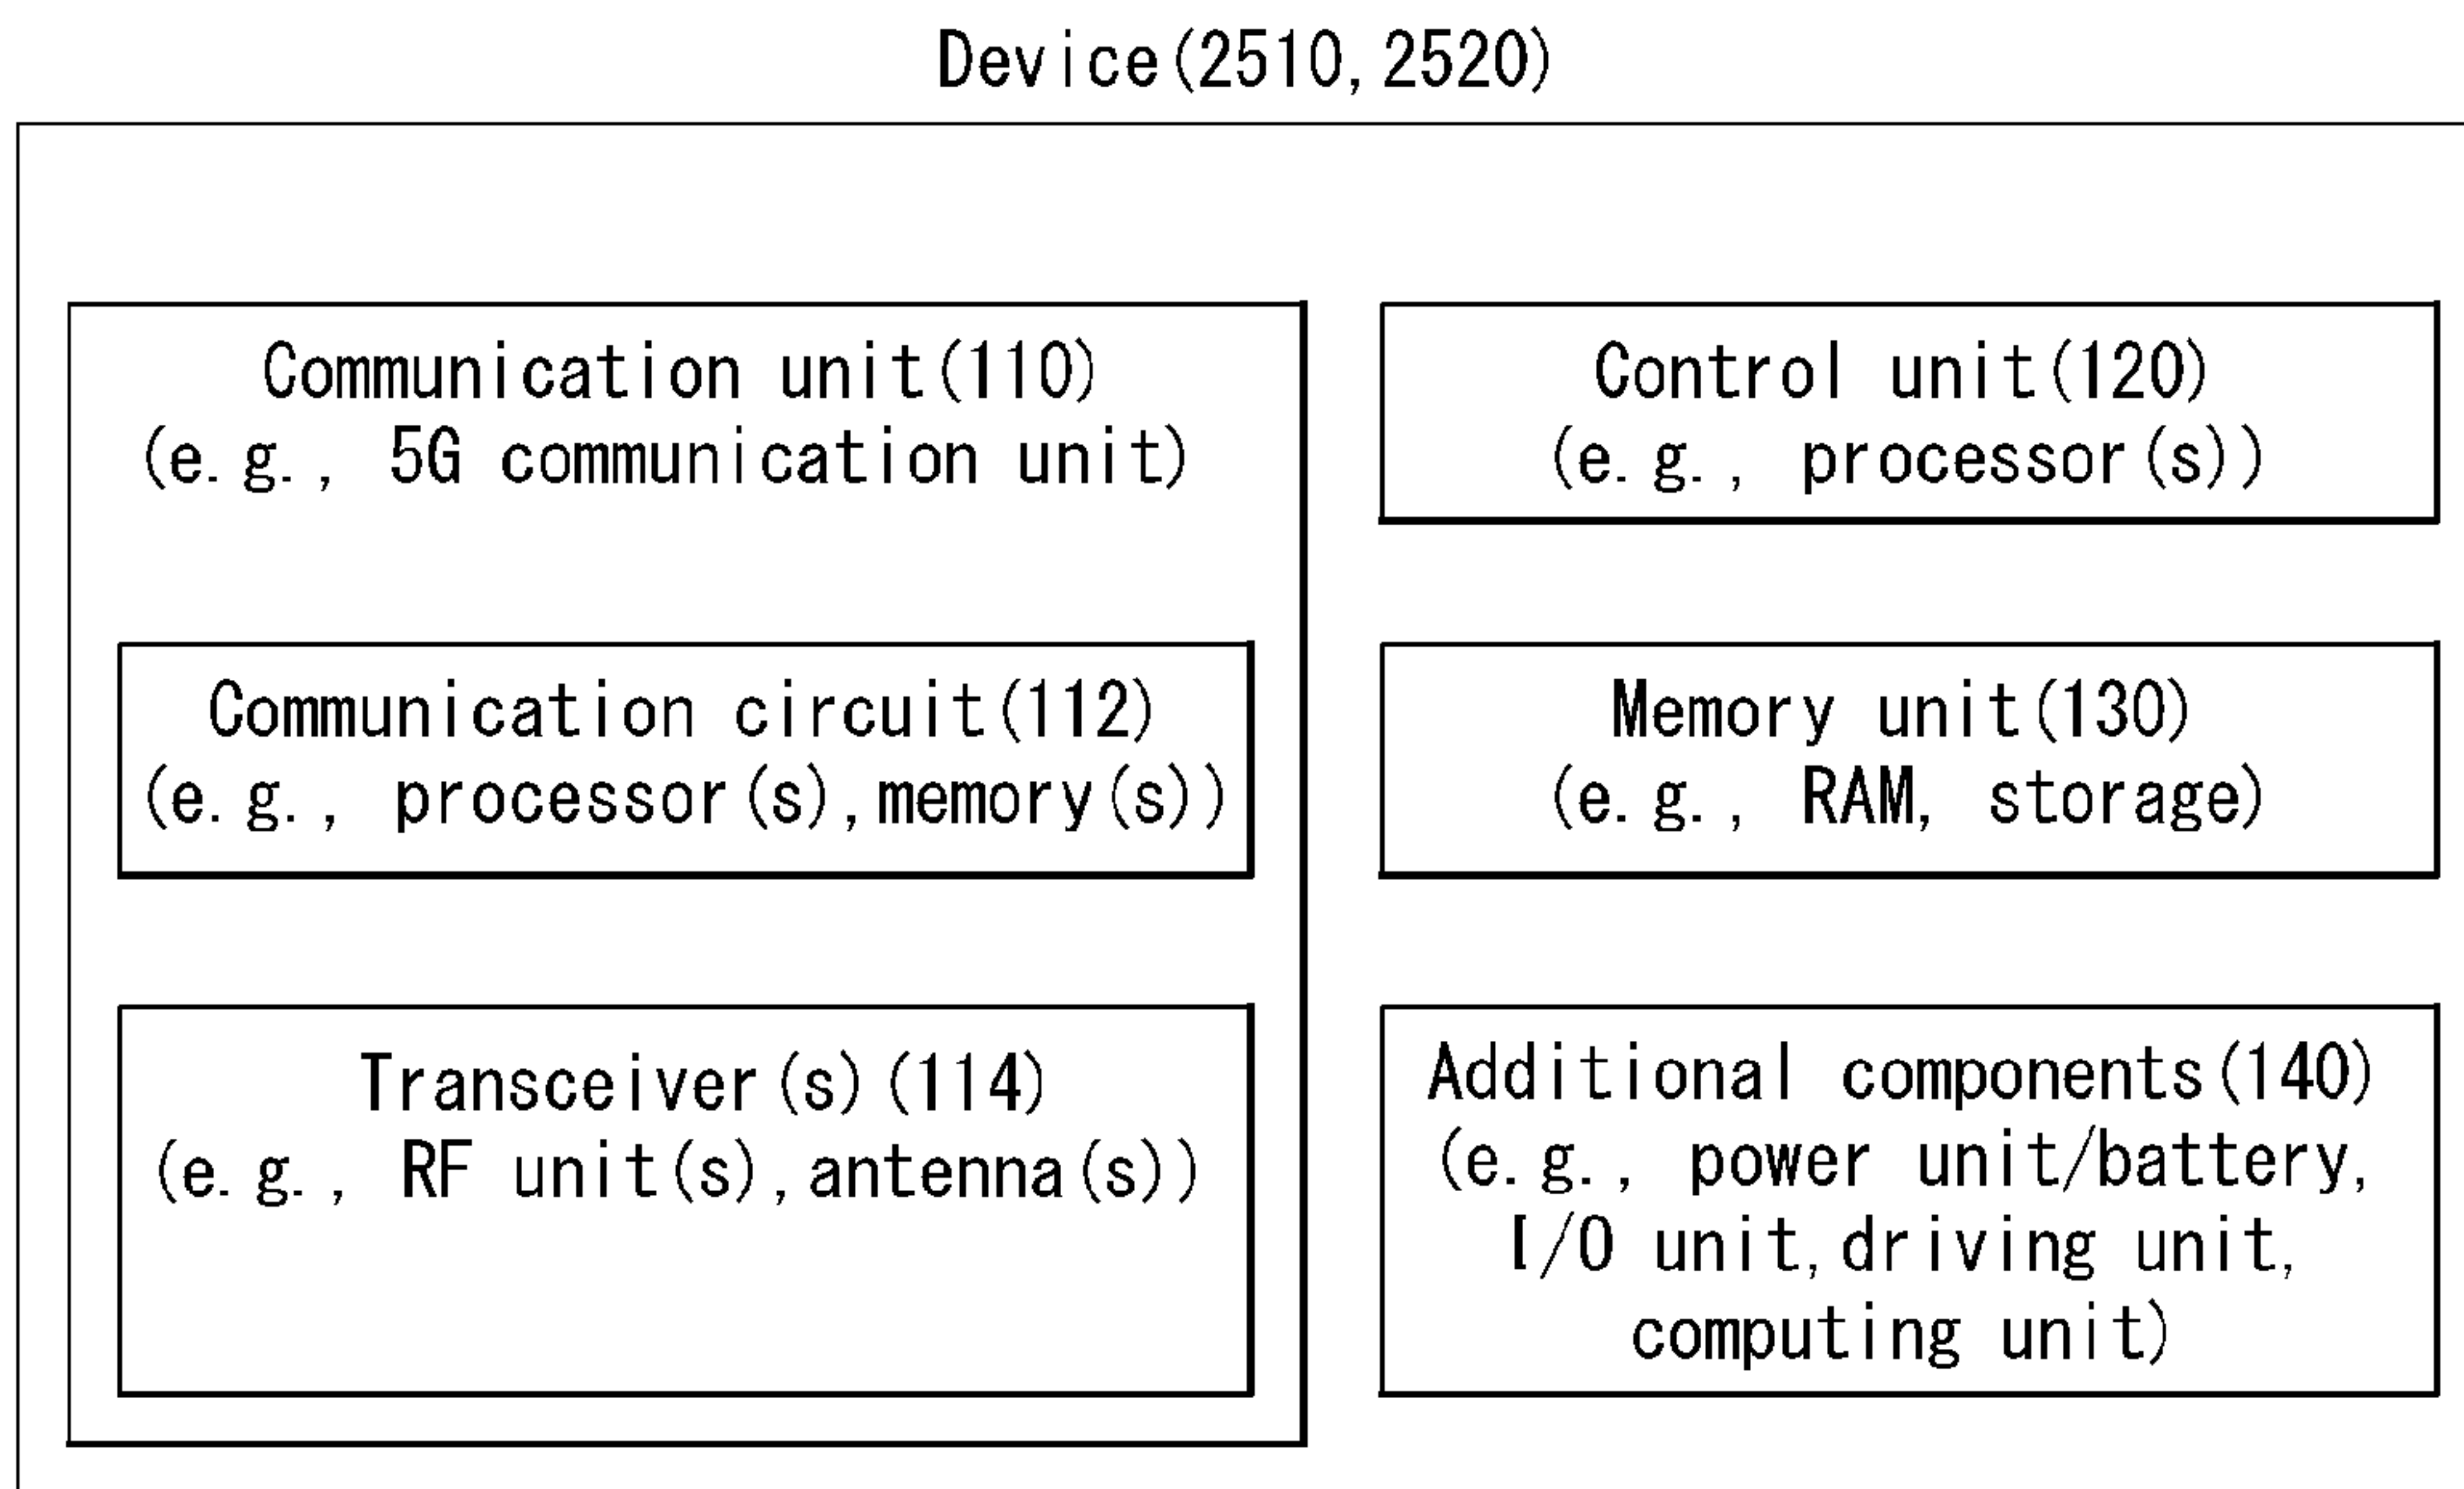 Device(2510,2520)
Communication unit(110)
(e.g., 5G communication unit)
Communication circuit(112)
(e.g., processor(s),memory(s))
Transceiver(s)(114)
(e.g., RF unit(s),antenna(s))
Control unit(120)
(e.g., processor(s))
Memory unit(130)
(e.g., RAM, storage)
Additional components(140)
(e.g., power unit/battery,
I/O unit,driving unit,
computing unit)